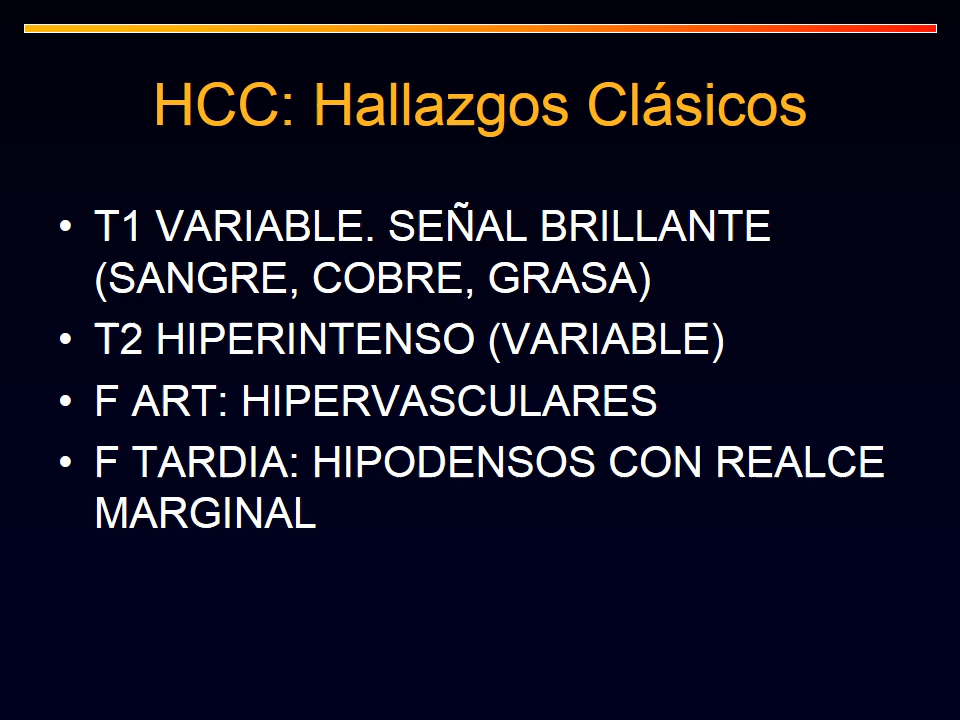 HCC: Hallazgos Clásicos
• T1 VARIABLE. SEÑAL BRILLANTE
(SANGRE, COBRE, GRASA)
• T2 HIPERINTENSO (VARIABLE)
• F ART: HIPERVASCULARES
• F TARDIA: HIPODENSOS CON REALCE
MARGINAL